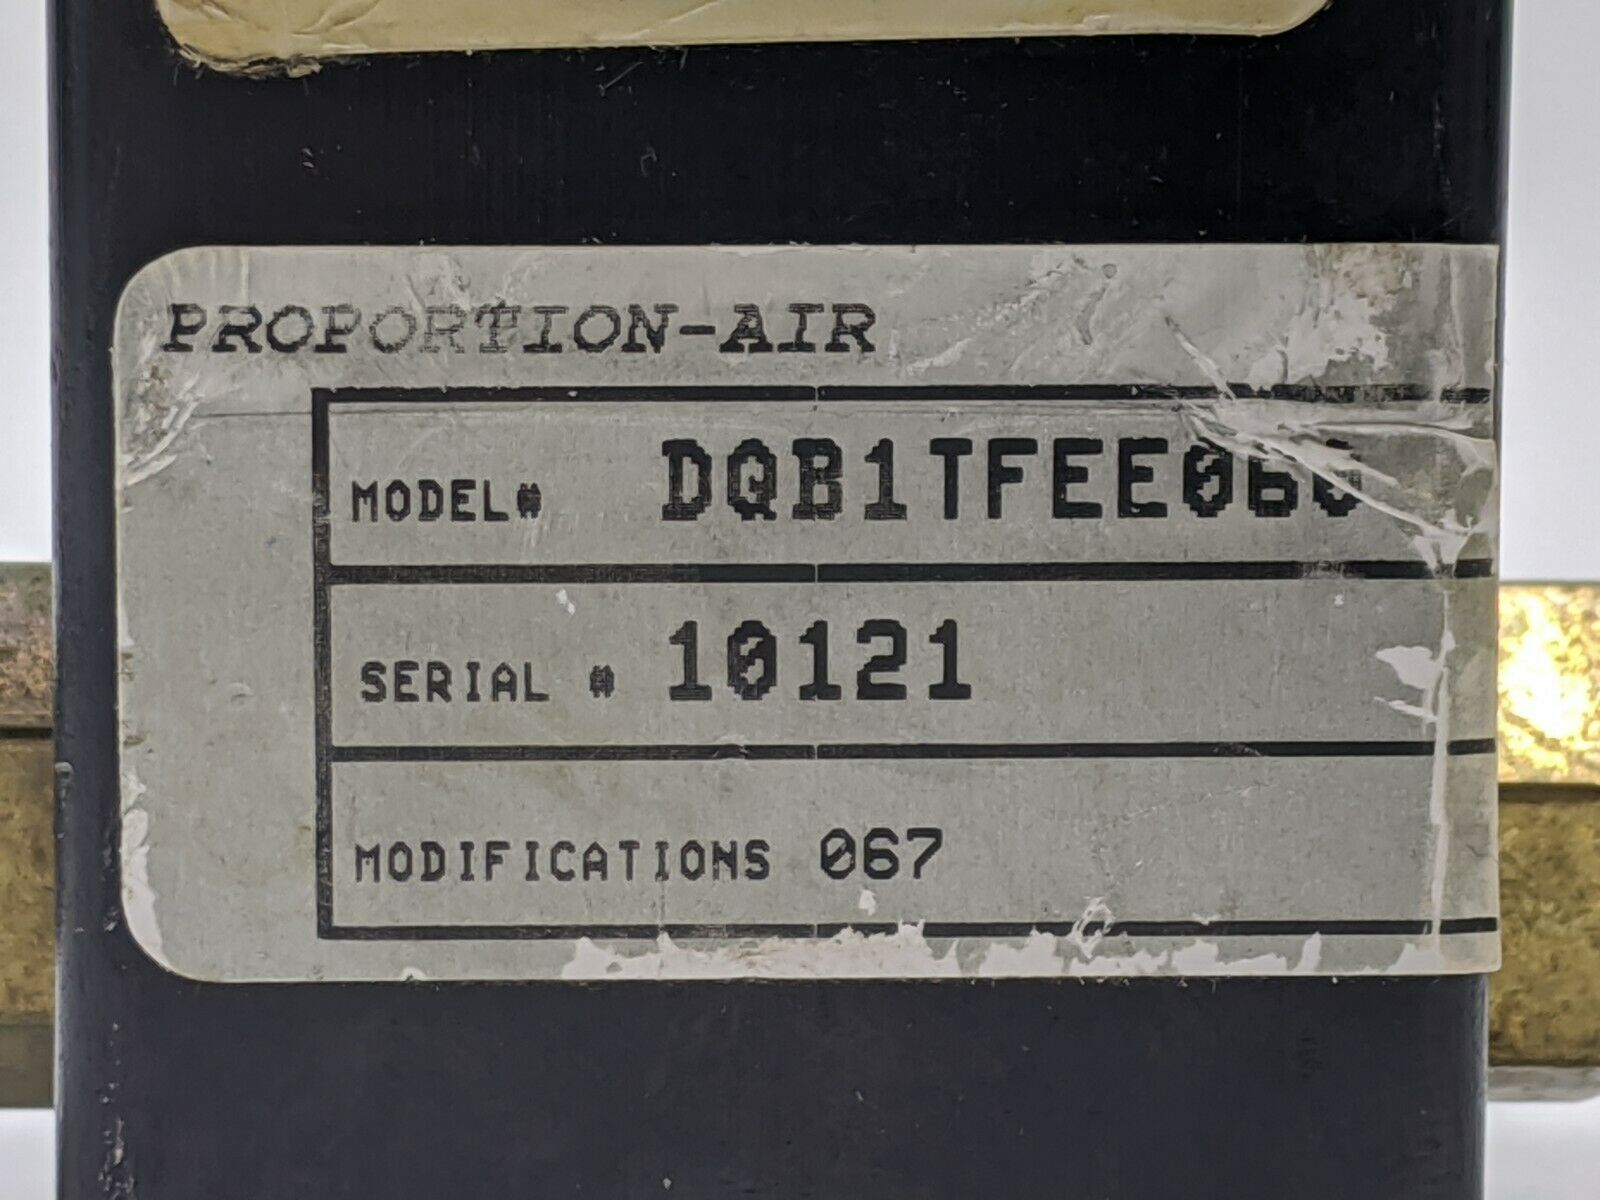 PROPORTION-AIR
MODEL# DQB1TFEE060
SERIAL # 10121
MODIFICATIONS 067